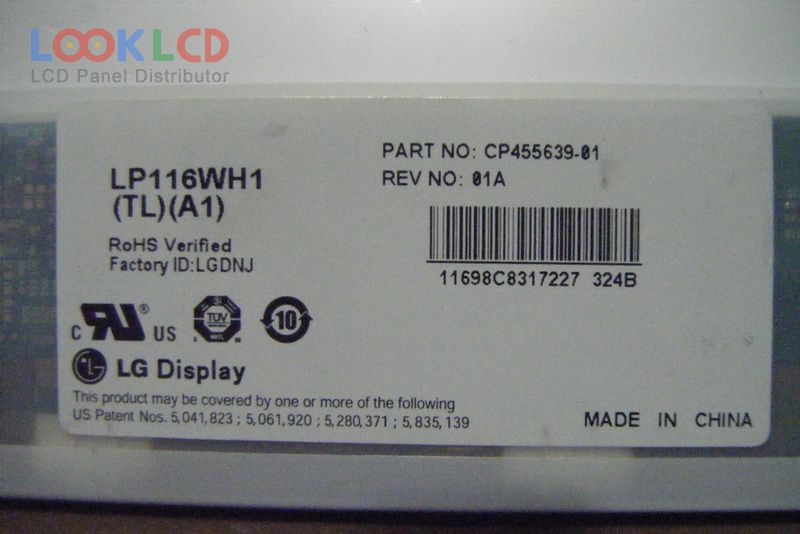 LOOKLCD
LCD Panel Distributor
LP116WH1
(TL)(A1)
RoHS Verified
Factory ID:LGDNJ
PART NO: CP455639-01
REV NO: 01A
11698C8317227 324B
C RU ® US
TÜV
10
LG Display
This product may be covered by one or more of the following
US Patent Nos. 5,041,823 ; 5,061,920 ; 5,280,371 ; 5,835,139
MADE IN CHINA